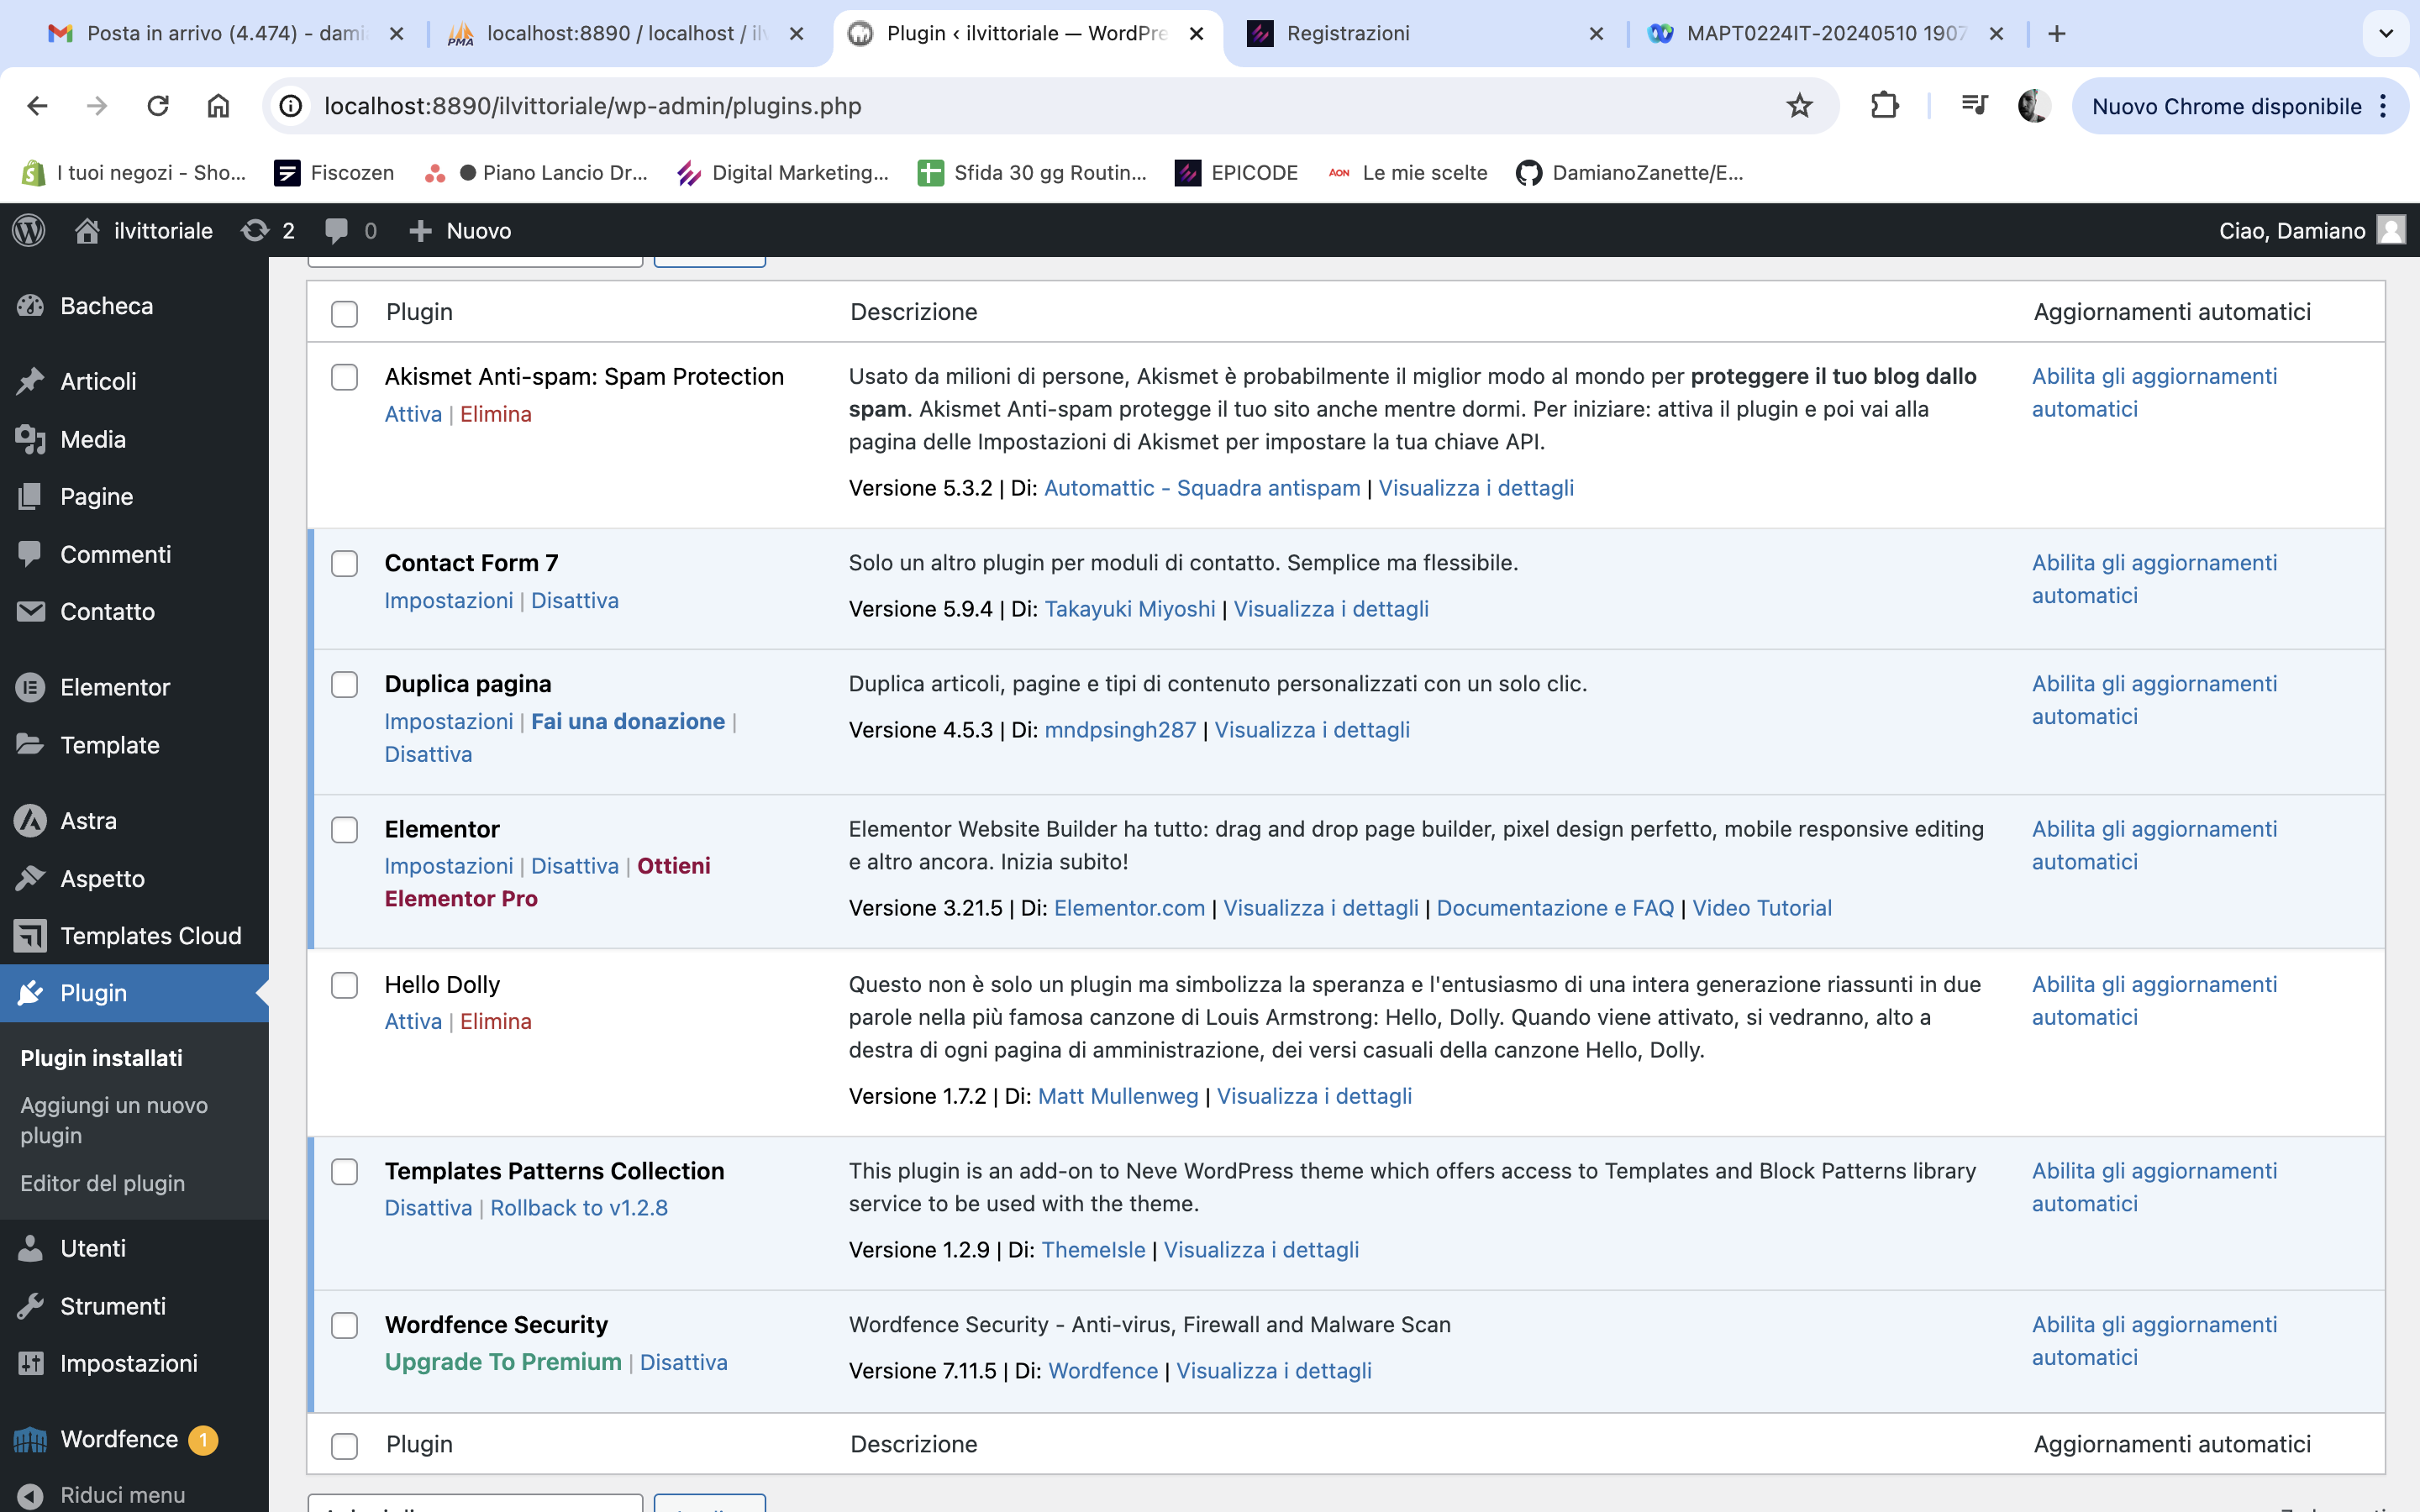 Posta in arrivo (4.474) - dami
localhost:8890 / localhost / ilv
Plugin ‹ ilvittoriale — WordPre
Registrazioni
MAPT0224IT-20240510 1907
localhost:8890/ilvittoriale/wp-admin/plugins.php
Nuovo Chrome disponibile
I tuoi negozi - Sho...
Fiscozen
Piano Lancio Dr...
Digital Marketing...
Sfida 30 gg Routin...
EPICODE
AON Le mie scelte
DamianoZanette/E...
ilvittoriale
2
0
Nuovo
Ciao, Damiano
Bacheca
Articoli
Media
Pagine
Commenti
Contatto
Elementor
Template
Astra
Aspetto
Templates Cloud
Plugin
Plugin installati
Aggiungi un nuovo
plugin
Editor del plugin
Utenti
Strumenti
Impostazioni
Wordfence 1
Riduci menu
Plugin Descrizione Aggiornamenti automatici
Akismet Anti-spam: Spam Protection
Attiva | Elimina
Usato da milioni di persone, Akismet è probabilmente il miglior modo al mondo per proteggere il tuo blog dallo
spam. Akismet Anti-spam protegge il tuo sito anche mentre dormi. Per iniziare: attiva il plugin e poi vai alla
pagina delle Impostazioni di Akismet per impostare la tua chiave API.
Versione 5.3.2 | Di: Automattic - Squadra antispam | Visualizza i dettagli
Abilita gli aggiornamenti
automatici
Contact Form 7
Impostazioni | Disattiva
Solo un altro plugin per moduli di contatto. Semplice ma flessibile.
Versione 5.9.4 | Di: Takayuki Miyoshi | Visualizza i dettagli
Abilita gli aggiornamenti
automatici
Duplica pagina
Impostazioni | Fai una donazione |
Disattiva
Duplica articoli, pagine e tipi di contenuto personalizzati con un solo clic.
Versione 4.5.3 | Di: mndpsingh287 | Visualizza i dettagli
Abilita gli aggiornamenti
automatici
Elementor
Impostazioni | Disattiva | Ottieni
Elementor Pro
Elementor Website Builder ha tutto: drag and drop page builder, pixel design perfetto, mobile responsive editing
e altro ancora. Inizia subito!
Versione 3.21.5 | Di: Elementor.com | Visualizza i dettagli | Documentazione e FAQ | Video Tutorial
Abilita gli aggiornamenti
automatici
Hello Dolly
Attiva | Elimina
Questo non è solo un plugin ma simbolizza la speranza e l'entusiasmo di una intera generazione riassunti in due
parole nella più famosa canzone di Louis Armstrong: Hello, Dolly. Quando viene attivato, si vedranno, alto a
destra di ogni pagina di amministrazione, dei versi casuali della canzone Hello, Dolly.
Versione 1.7.2 | Di: Matt Mullenweg | Visualizza i dettagli
Abilita gli aggiornamenti
automatici
Templates Patterns Collection
Disattiva | Rollback to v1.2.8
This plugin is an add-on to Neve WordPress theme which offers access to Templates and Block Patterns library
service to be used with the theme.
Versione 1.2.9 | Di: ThemeIsle | Visualizza i dettagli
Abilita gli aggiornamenti
automatici
Wordfence Security
Upgrade To Premium | Disattiva
Wordfence Security - Anti-virus, Firewall and Malware Scan
Versione 7.11.5 | Di: Wordfence | Visualizza i dettagli
Abilita gli aggiornamenti
automatici
Plugin Descrizione Aggiornamenti automatici